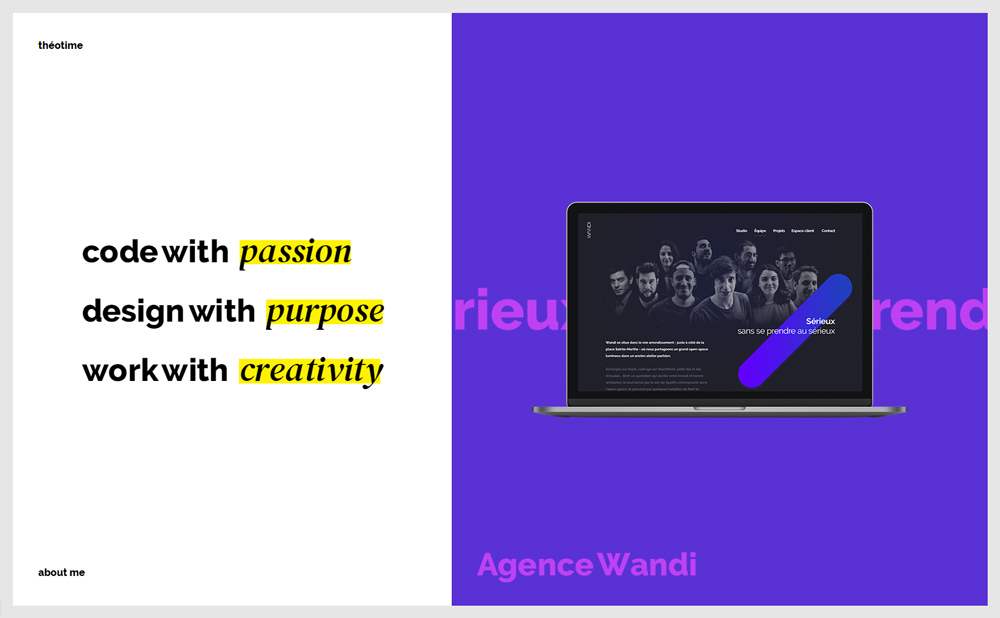 théotime
code with passion
design with purpose
work with creativity
about me
rieux
rend
WANDI
Studio Équipe Projets Espace client Contact
Sérieux
sans se prendre au sérieux
Wandi se situe dans le 20e arrondissement - juste à côté de la
place Sainte-Marthe - où nous partageons un grand open-space
lumineux dans un ancien atelier parisien.
Agence Wandi